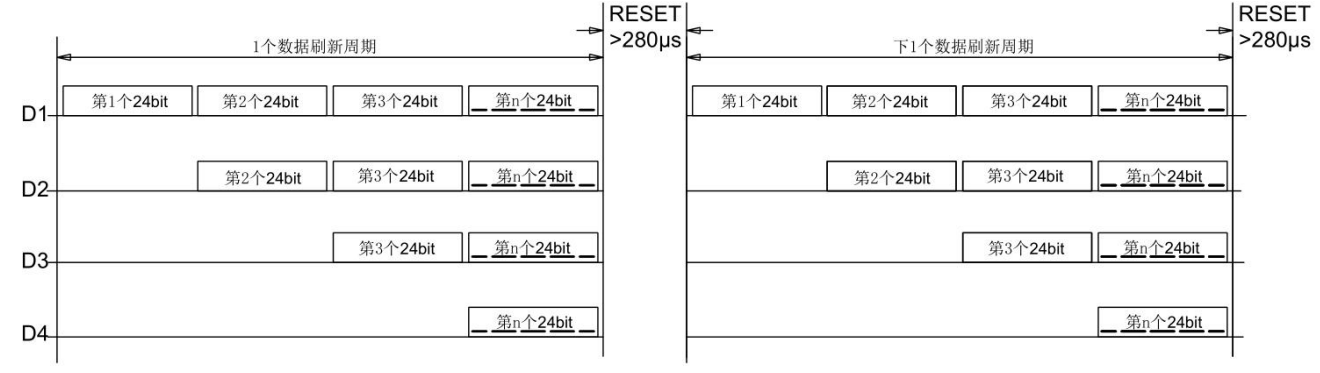 RESET
>280μs
RESET
>280μs
1个数据刷新周期
下1个数据刷新周期
D1 第1个24bit 第2个24bit 第3个24bit 第n个24bit 第1个24bit 第2个24bit 第3个24bit 第n个24bit
D2 第2个24bit 第3个24bit 第n个24bit 第2个24bit 第3个24bit 第n个24bit
D3 第3个24bit 第n个24bit 第3个24bit 第n个24bit
D4 第n个24bit 第n个24bit